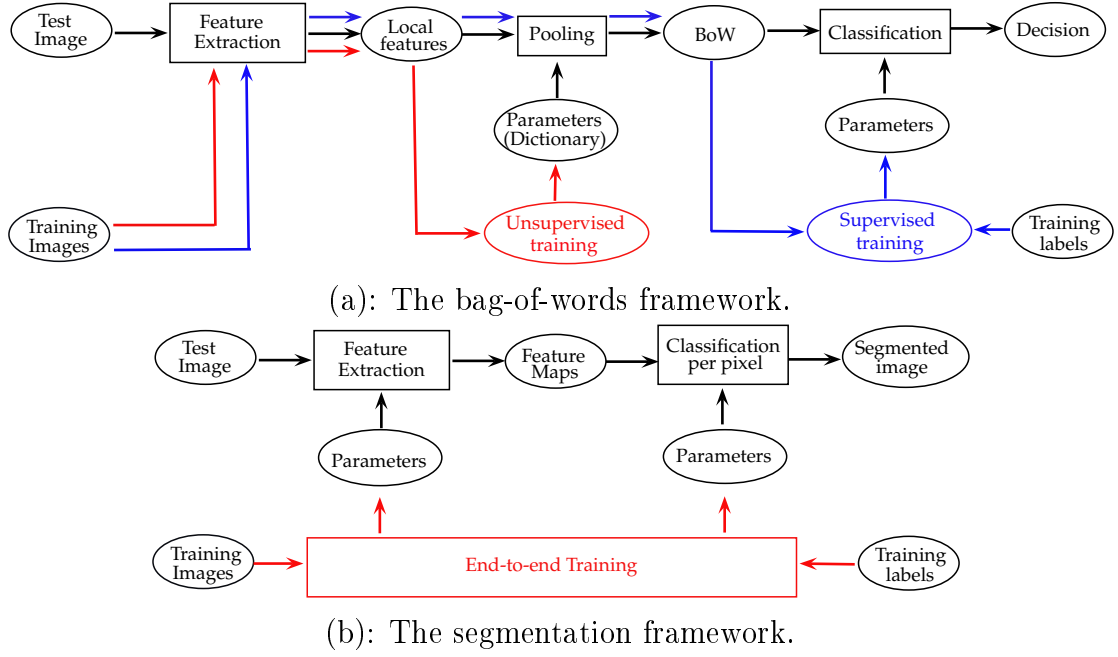 Test
Image
Feature
Extraction
Local
features
Pooling
BoW
Classification
Decision
Parameters
(Dictionary)
Parameters
Training
Images
Unsupervised
training
Supervised
training
Training
labels
(a): The bag-of-words framework.
Test
Image
Feature
Extraction
Feature
Maps
Classification
per pixel
Segmented
image
Parameters
Parameters
Training
Images
End-to-end Training
Training
labels
(b): The segmentation framework.